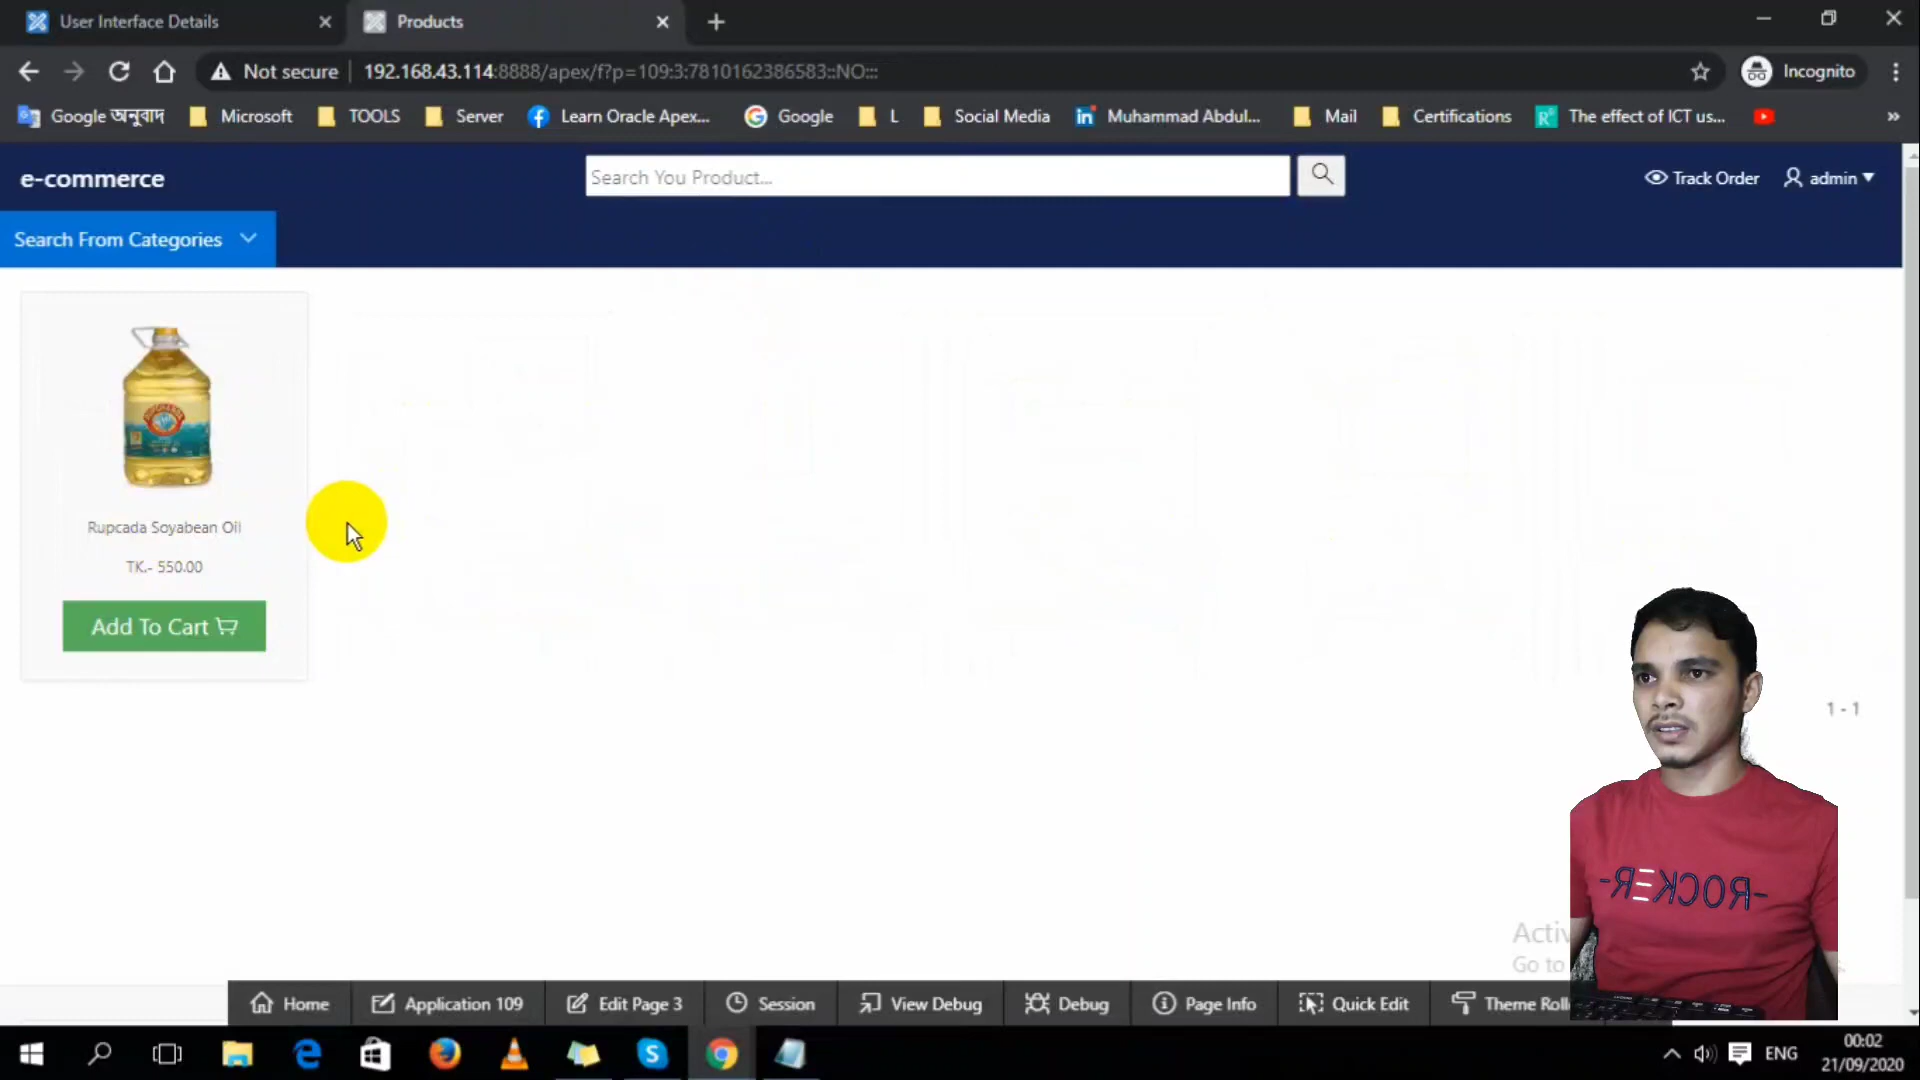 User Interface Details
Products
Not secure
192.168.43.114:8888/apex/f?p=109:3:7810162386583::NO:::
Incognito
Google অনুবাদ
Microsoft
TOOLS
Server
Learn Oracle Apex...
Google
L
Social Media
Muhammad Abdul...
Mail
Certifications
The effect of ICT us...
e-commerce
Search You Product...
Track Order
admin
Search From Categories
Rupcada Soyabean Oil
TK.- 550.00
Add To Cart
1 - 1
-ROCKER-
Go to
Home
Application 109
Edit Page 3
Session
View Debug
Debug
Page Info
Quick Edit
Theme Roll
ENG
00:02
21/09/2020